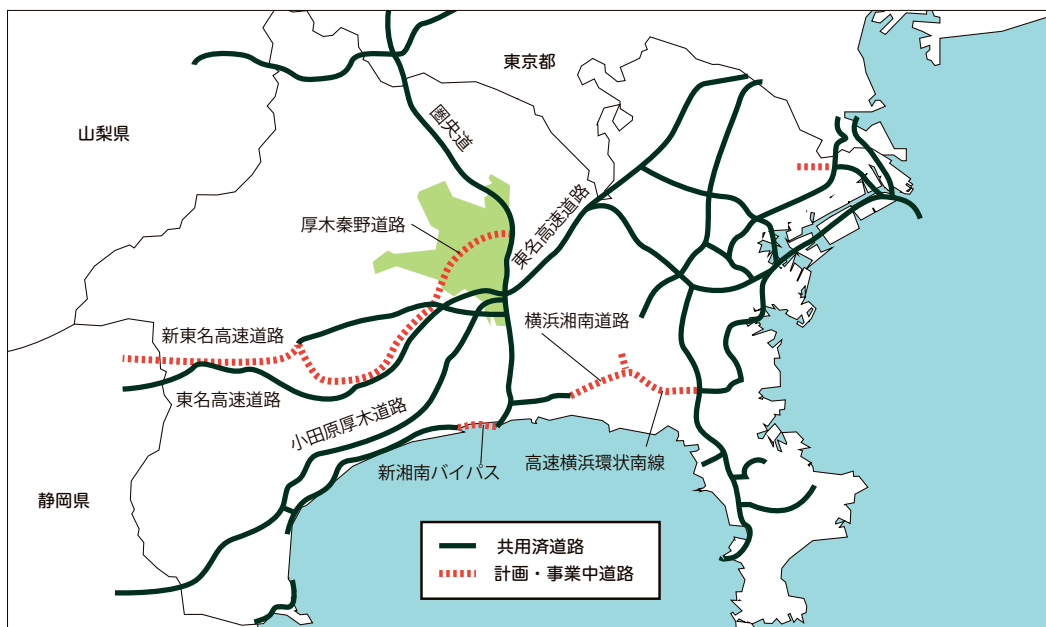 東京都
山梨県
圏央道
厚木秦野道路
東名高速道路
横浜湘南道路
新東名高速道路
東名高速道路
小田原厚木道路
新湘南バイパス
高速横浜環状南線
静岡県
共用済道路
計画・事業中道路